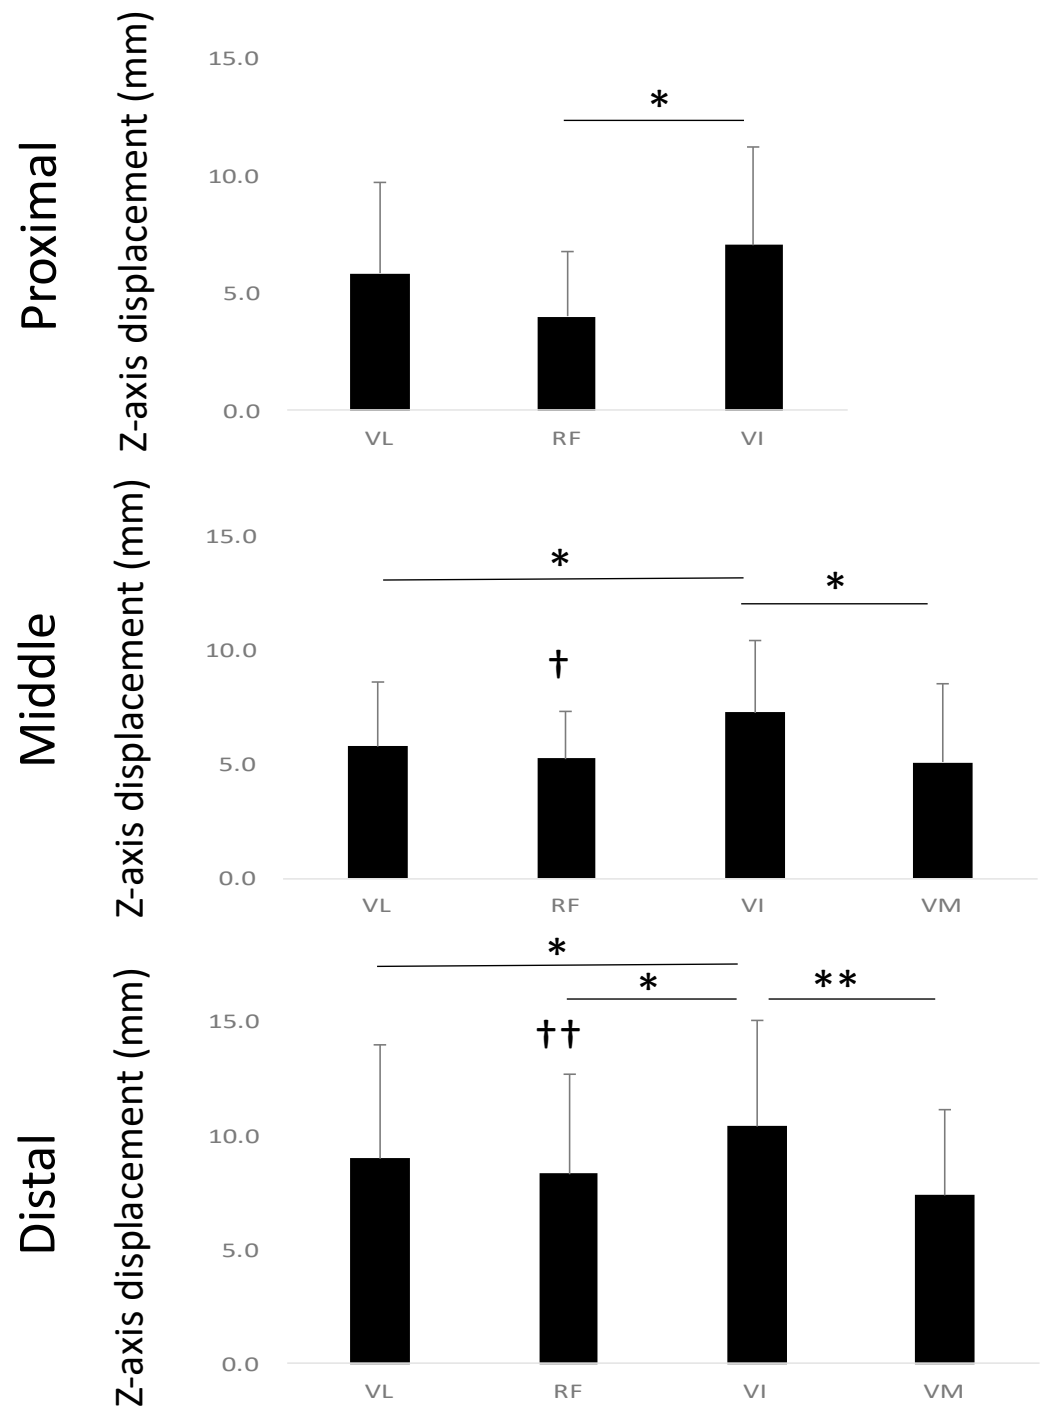 Proximal
Z-axis displacement (mm)
15.0
10.0
5.0
0.0
*
VL RF VI
Middle
Z-axis displacement (mm)
15.0
10.0
5.0
0.0
*
*
†
VL RF VI VM
Distal
Z-axis displacement (mm)
15.0
10.0
5.0
0.0
*
* **
††
VL RF VI VM